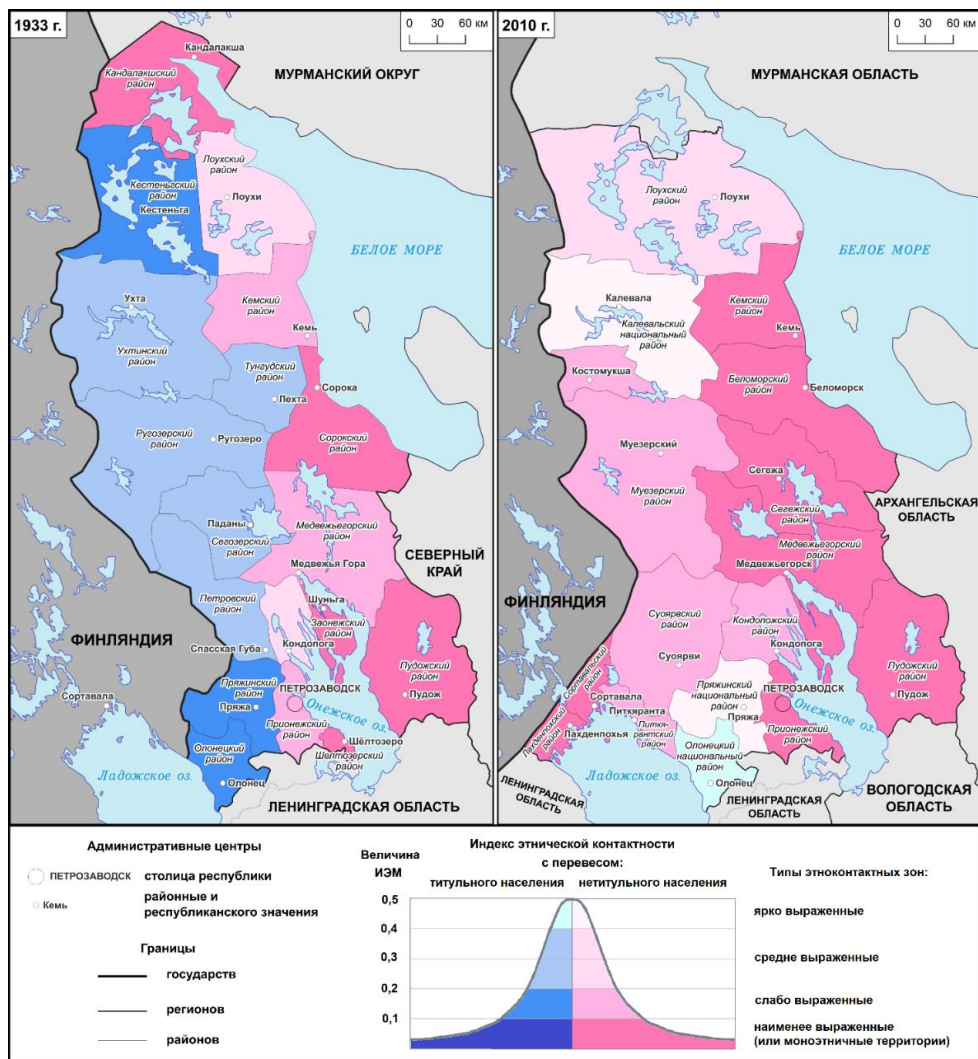 1933 г.
0 30 60 км
Кандалакша
Кандалакшский
район
МУРМАНСКИЙ ОКРУГ
Лоухский
район
Кестеньгский
район
Кестеньга
Лоухи
БЕЛОЕ МОРЕ
Ухта
Кемский
район
Кемь
Ухтинский
район
Тунгудский
район
Лехта
Сорока
Ругозерский
район
Ругозеро
Сорокский
район
Паданы
Сегозерский
район
Медвежьегорский
район
СЕВЕРНЫЙ
КРАЙ
Медвежья Гора
Петровский
район
Шуньга
Заонежский
район
ФИНЛЯНДИЯ
Спасская Губа
Кондопога
Пудожский
район
Пряжинский
район
ПЕТРОЗАВОДСК
Пудож
Сортавала
Пряжа
Онежское оз.
Прионежский
район
Шёлтозеро
Шёлтозерский
район
Олонецкий
район
Ладожское оз.
Олонец
ЛЕНИНГРАДСКАЯ ОБЛАСТЬ
2010 г.
0 30 60 км
МУРМАНСКАЯ ОБЛАСТЬ
Лоухский
район
Лоухи
БЕЛОЕ МОРЕ
Калевала
Калевальский
национальный
район
Кемский
район
Кемь
Костомукша
Беломорский
район
Беломорск
Муезерский
Муезерский
район
Сегежа
Сегежский
район
АРХАНГЕЛЬСКАЯ
ОБЛАСТЬ
Медвежьегорский
район
Медвежьегорск
ФИНЛЯНДИЯ
Суоярвский
район
Суоярви
Кондопожский
район
Кондопога
Пудожский
район
Пудож
Пряжинский
национальный
район
Пряжа
ПЕТРОЗАВОДСК
Онежское оз.
Сортавальский
район
Сортавала
Питкяранта
Питкя-
рантский
район
Лахденпохский
район
Лахденпохья
Прионежский
район
Олонецкий
национальный
район
Олонец
Ладожское оз.
ЛЕНИНГРАДСКАЯ
ОБЛАСТЬ
ЛЕНИНГРАДСКАЯ
ОБЛАСТЬ
ВОЛОГОДСКАЯ
ОБЛАСТЬ
Административные центры
ПЕТРОЗАВОДСК столица республики
Кемь районные и
республиканского значения
Границы
государств
регионов
районов
Величина
ИЭМ
Индекс этнической контактности
с перевесом:
титульного населения нетитульного населения
0,5
0,4
0,3
0,2
0,1
Типы этноконтактных зон:
ярко выраженные
средне выраженные
слабо выраженные
наименее выраженные
(или моноэтничные территории)